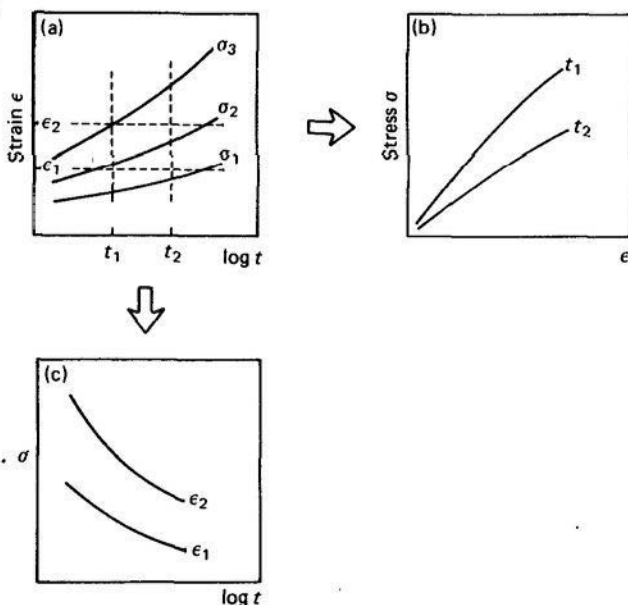 (a)
Strain ϵ
σ₃
σ₂
σ₁
ϵ₂
ϵ₁
t₁ t₂
log t
(b)
Stress σ
t₁
t₂
ϵ
(c)
σ
ϵ₂
ϵ₁
log t